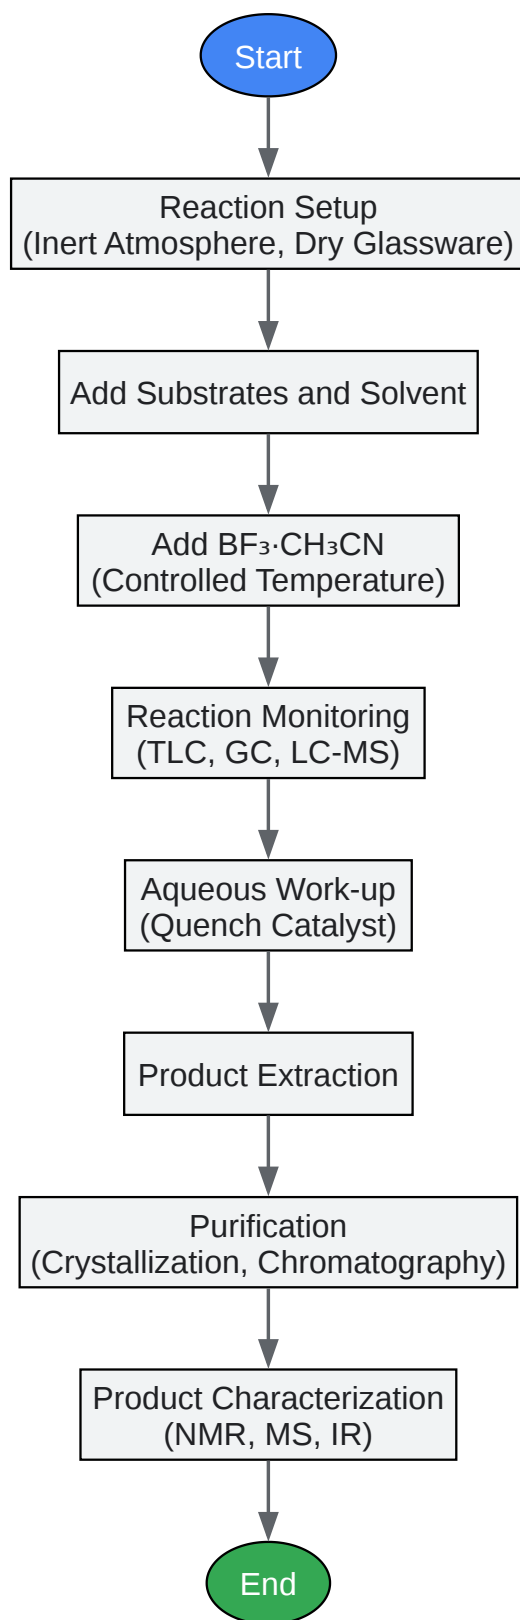 Start
Reaction Setup
(Inert Atmosphere, Dry Glassware)
Add Substrates and Solvent
Add BF₃·CH₃CN
(Controlled Temperature)
Reaction Monitoring
(TLC, GC, LC-MS)
Aqueous Work-up
(Quench Catalyst)
Product Extraction
Purification
(Crystallization, Chromatography)
Product Characterization
(NMR, MS, IR)
End